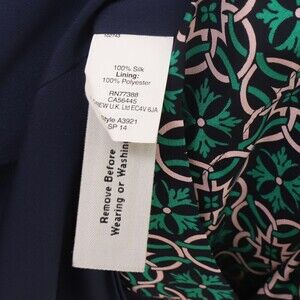 102743
100% Silk
Lining:
100% Polyester
RN77388
CA56445
CREW U.K. Ltd EC4V 6JA
Style A3921
SP 14
Remove Before
Wearing or Washing